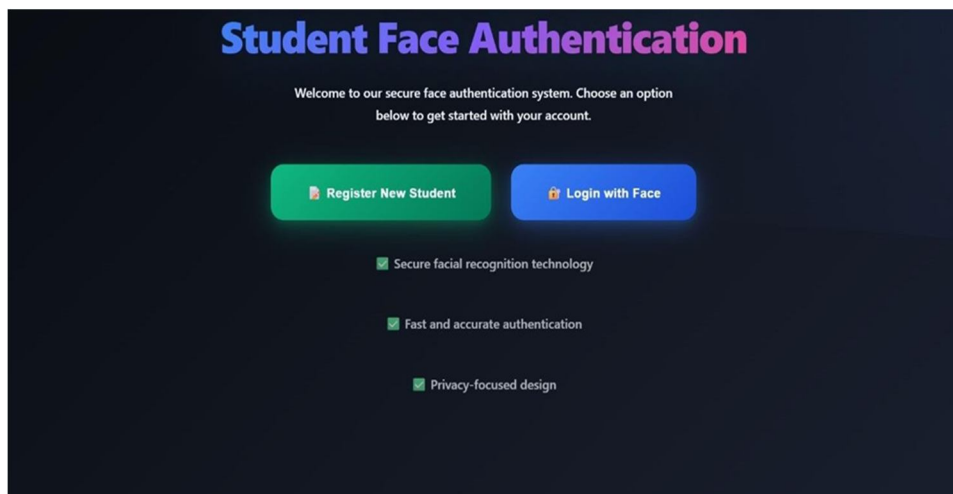 Student Face Authentication
Welcome to our secure face authentication system. Choose an option
below to get started with your account.
📝 Register New Student
🔐 Login with Face
✅ Secure facial recognition technology
✅ Fast and accurate authentication
✅ Privacy-focused design